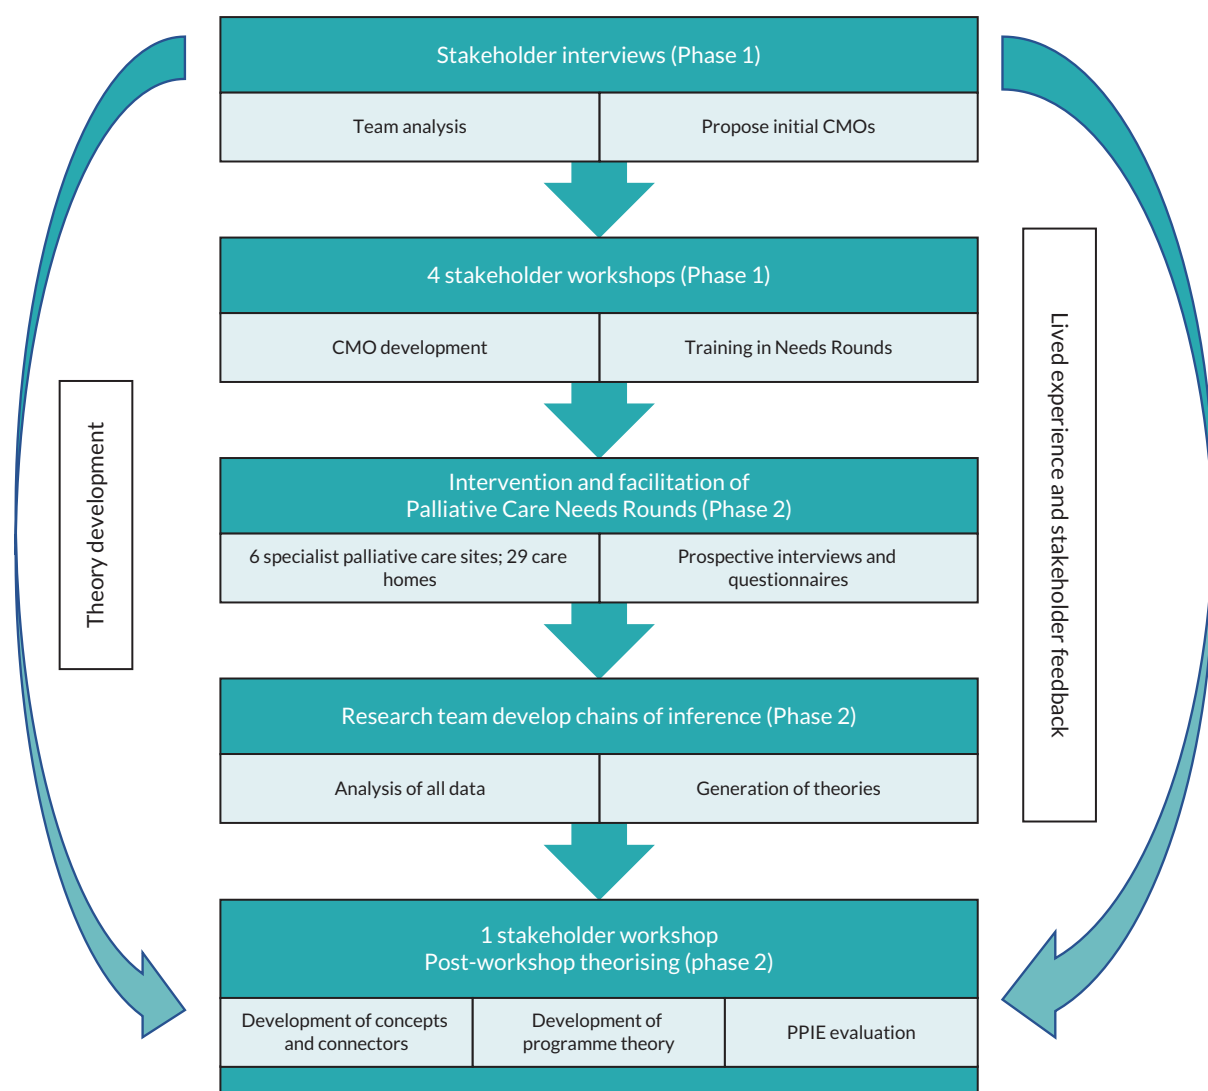 Stakeholder interviews (Phase 1)
Team analysis
Propose initial CMOs
4 stakeholder workshops (Phase 1)
CMO development
Training in Needs Rounds
Intervention and facilitation of
Palliative Care Needs Rounds (Phase 2)
6 specialist palliative care sites; 29 care
homes
Prospective interviews and
questionnaires
Research team develop chains of inference (Phase 2)
Analysis of all data
Generation of theories
1 stakeholder workshop
Post-workshop theorising (phase 2)
Development of concepts
and connectors
Development of
programme theory
PPIE evaluation
Theory development
Lived experience and stakeholder feedback